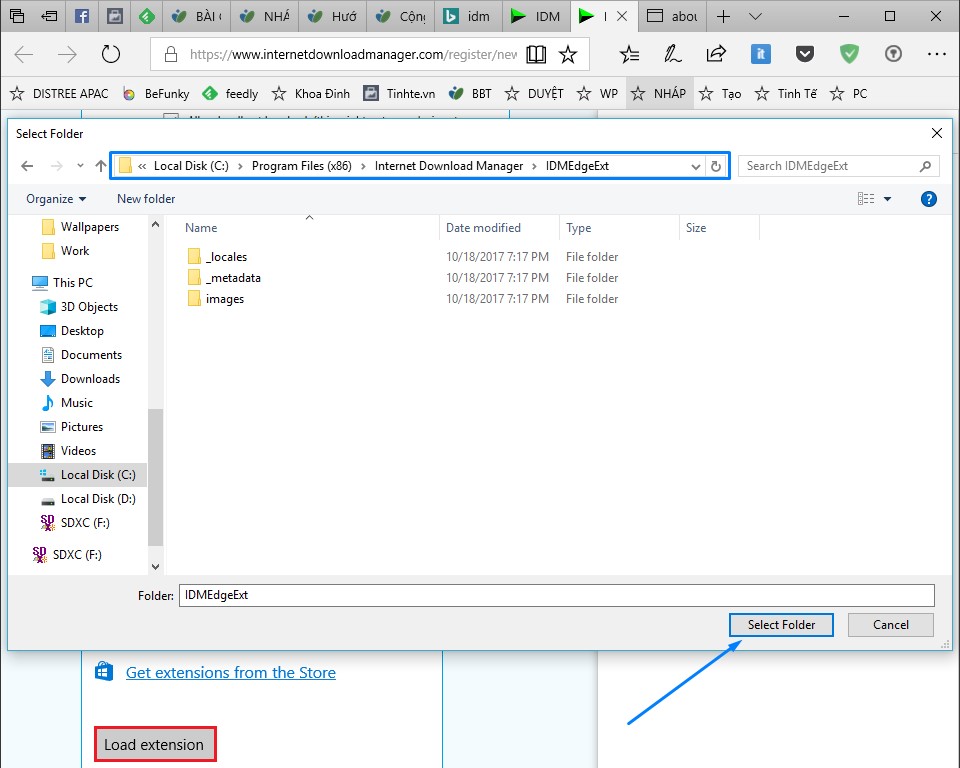 BÀI
NHÁ
Hướ
Cộng
idm
IDM
I
abou
https://www.internetdownloadmanager.com/register/new
DISTREE APAC
BeFunky
feedly
Khoa Đinh
Tinhte.vn
BBT
DUYỆT
WP
NHÁP
Tạo
Tinh Tế
PC
Select Folder
« Local Disk (C:) › Program Files (x86) › Internet Download Manager › IDMEdgeExt
Search IDMEdgeExt
Organize
New folder
Name
Date modified
Type
Size
Wallpapers
Work
This PC
3D Objects
Desktop
Documents
Downloads
Music
Pictures
Videos
Local Disk (C:)
Local Disk (D:)
SDXC (F:)
SDXC (F:)
_locales 10/18/2017 7:17 PM File folder
_metadata 10/18/2017 7:17 PM File folder
images 10/18/2017 7:17 PM File folder
Folder: IDMEdgeExt
Select Folder
Cancel
Get extensions from the Store
Load extension